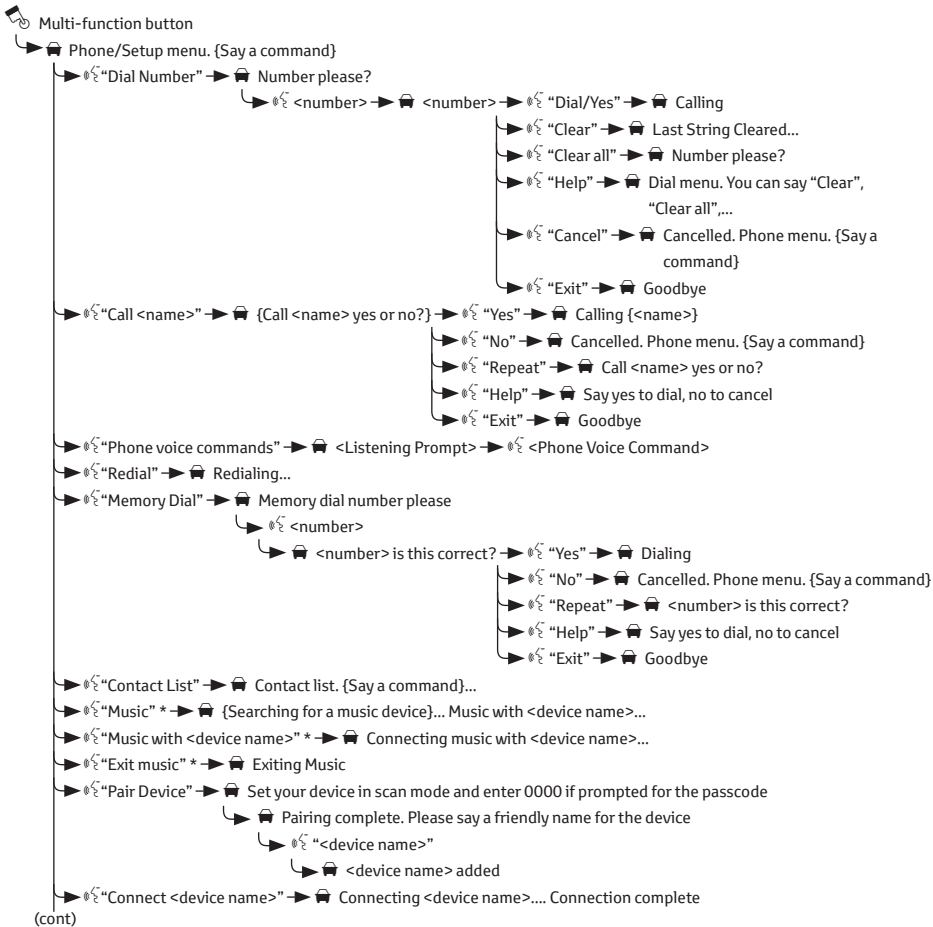 Multi-function button
Phone/Setup menu. {Say a command}
“Dial Number” Number please?
<number> <number> “Dial/Yes” Calling
“Clear” Last String Cleared...
“Clear all” Number please?
“Help” Dial menu. You can say “Clear”,
“Clear all”,...
“Cancel” Cancelled. Phone menu. {Say a
command}
“Exit” Goodbye
“Call <name>” {Call <name> yes or no?} “Yes” Calling {<name>}
“No” Cancelled. Phone menu. {Say a command}
“Repeat” Call <name> yes or no?
“Help” Say yes to dial, no to cancel
“Exit” Goodbye
“Phone voice commands” <Listening Prompt> <Phone Voice Command>
“Redial” Redialing...
“Memory Dial” Memory dial number please
<number>
<number> is this correct? “Yes” Dialing
“No” Cancelled. Phone menu. {Say a command}
“Repeat” <number> is this correct?
“Help” Say yes to dial, no to cancel
“Exit” Goodbye
“Contact List” Contact list. {Say a command}...
“Music” * {Searching for a music device}... Music with <device name>...
“Music with <device name>” * Connecting music with <device name>...
“Exit music” * Exiting Music
“Pair Device” Set your device in scan mode and enter 0000 if prompted for the passcode
Pairing complete. Please say a friendly name for the device
“<device name>”
<device name> added
“Connect <device name>” Connecting <device name>.... Connection complete
(cont)